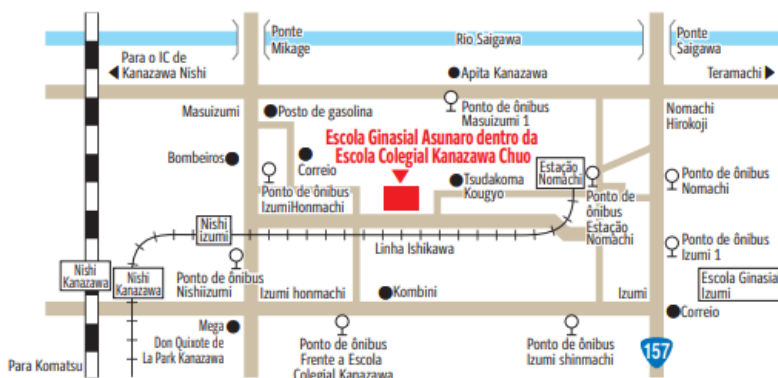 Ponte
Mikage
Rio Saigawa
Ponte
Saigawa
Para o IC de
Kanazawa Nishi
Apita Kanazawa
Teramachi
Masuizumi
Posto de gasolina
Ponto de ônibus
Masuizumi 1
Nomachi
Hirokoji
Escola Ginasial Asunaro dentro da
Escola Colegial Kanazawa Chuo
Bombeiros
Correio
Estação
Nomachi
Ponto de ônibus
IzumiHonmachi
Tsudakoma
Kougyo
Ponto de
ônibus
Estação
Nomachi
Ponto de ônibus
Nomachi
Nishi
izumi
Linha Ishikawa
Ponto de ônibus
Izumi 1
Nishi
Kanazawa
Nishi
Kanazawa
Ponto de ônibus
Nishiizumi
Izumi honmachi
Kombini
Izumi
Escola Ginasial
Izumi
Correio
Mega
Don Quixote de
La Park Kanazawa
Ponto de ônibus
Frente a Escola
Colegial Kanazawa
Ponto de ônibus
Izumi shinmachi
157
Para Komatsu